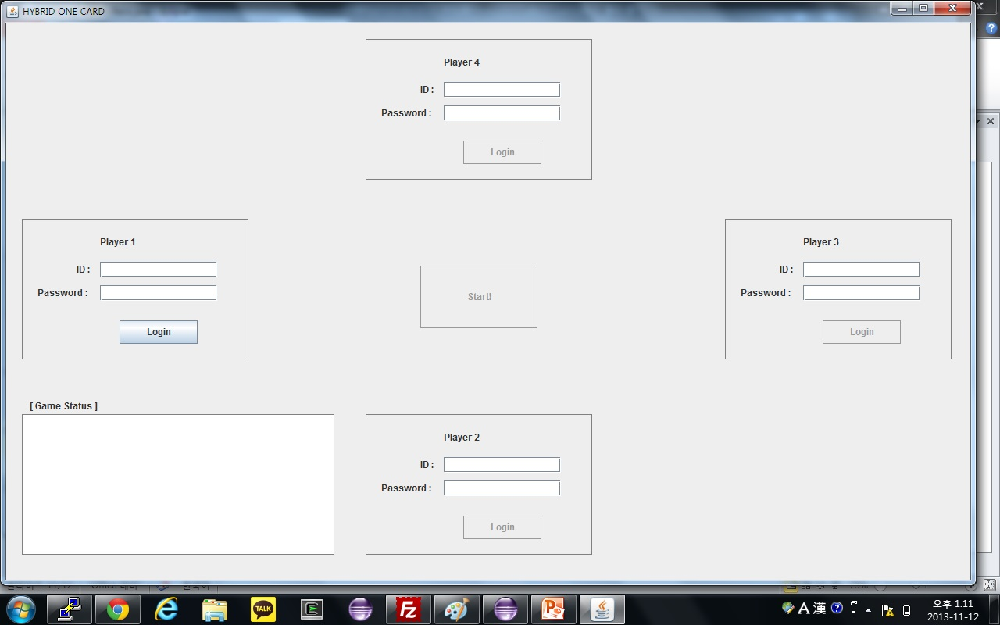 HYBRID ONE CARD
Player 4
ID :
Password :
Login
Player 1
ID :
Password :
Login
Start!
Player 3
ID :
Password :
Login
[ Game Status ]
Player 2
ID :
Password :
Login
TALK
Fz
A 漢
오후 1:11
2013-11-12